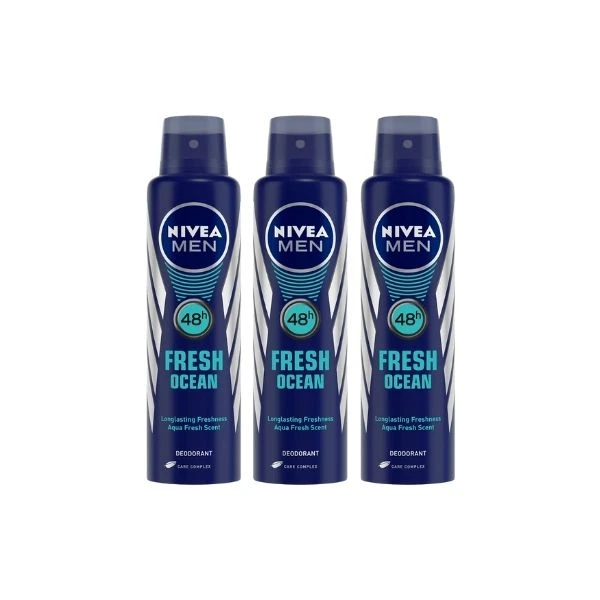 NIVEA
MEN
48h
FRESH
OCEAN
Longlasting Freshness
Aqua Fresh Scent
DEODORANT
CARE COMPLEX
NIVEA
MEN
48h
FRESH
OCEAN
Longlasting Freshness
Aqua Fresh Scent
DEODORANT
CARE COMPLEX
NIVEA
MEN
48h
FRESH
OCEAN
Longlasting Freshness
Aqua Fresh Scent
DEODORANT
CARE COMPLEX